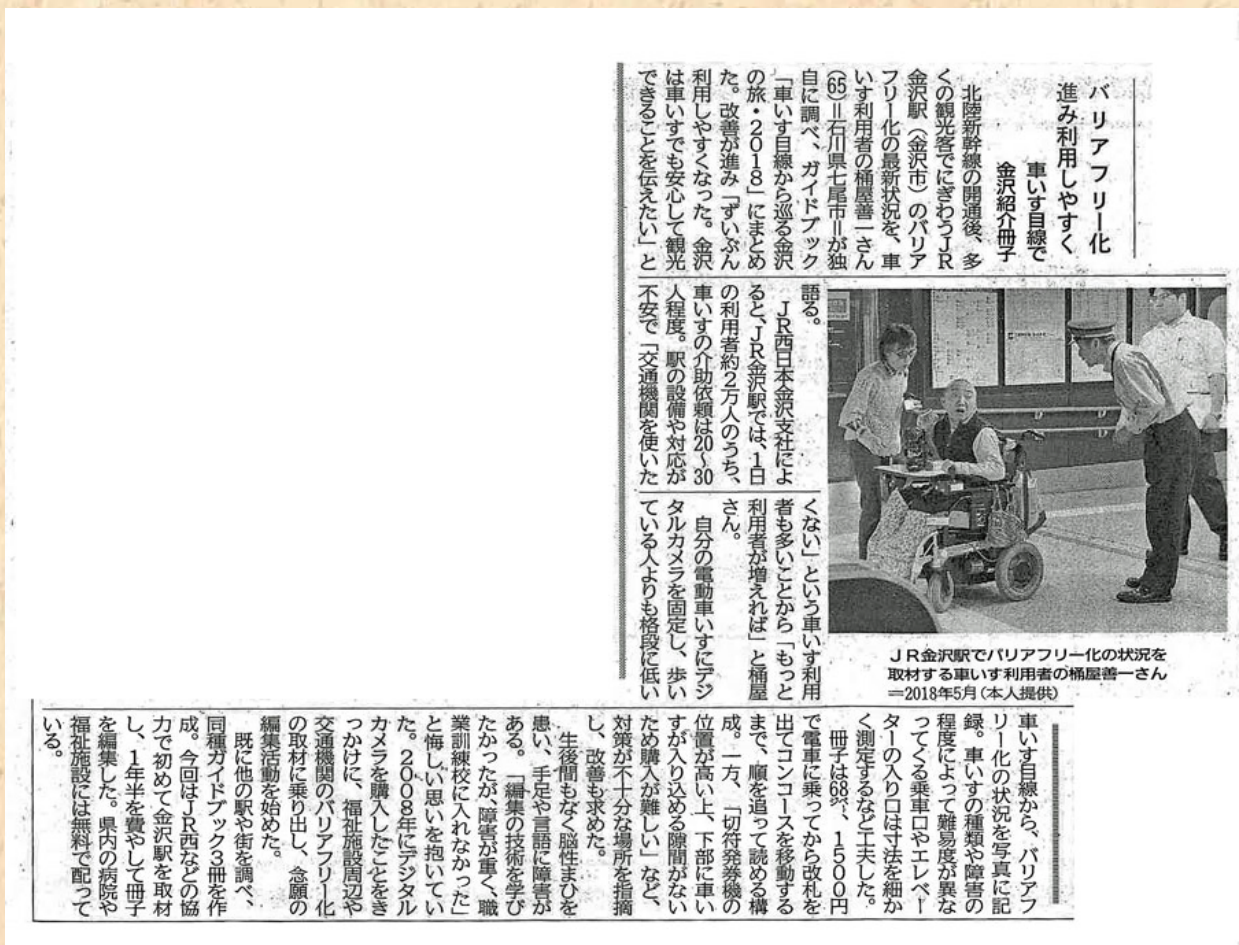 バリアフリー化
進み利用しやすく
車いす目線で
金沢紹介冊子
北陸新幹線の開通後、多
くの観光客でにぎわうJR
金沢駅（金沢市）のバリア
フリー化の最新状況を、車
いす利用者の桶屋善一さん
（65）＝石川県七尾市＝が独
自に調べ、ガイドブック
「車いす目線から巡る金沢
の旅・2018」にまとめ
た。改善が進み「ずいぶん
利用しやすくなった。金沢
は車いすでも安心して観光
できることを伝えたい」と
語る。
JR西日本金沢支社によ
ると、JR金沢駅では、1日
の利用者約2万人のうち、
車いすの介助依頼は20〜30
人程度。駅の設備や対応が
不安で「交通機関を使いた
くない」という車いす利用
者も多いことから「もっと
利用者が増えれば」と桶屋
さん。
自分の電動車いすにデジ
タルカメラを固定し、歩い
ている人よりも格段に低い
JR金沢駅でバリアフリー化の状況を
取材する車いす利用者の桶屋善一さん
＝2018年5月（本人提供）
車いす目線から、バリアフ
リー化の状況を写真に記
録。車いすの種類や障害の
程度によって難易度が異な
ってくる乗車口やエレベー
ターの入り口は寸法を細か
く測定するなど工夫した。
冊子は68㌻、1500円
で電車に乗ってから改札を
出てコンコースを移動する
まで、順を追って読める構
成。一方、「切符発券機の
位置が高い上、下部に車い
すが入り込める隙間がない
ため購入が難しい」など、
対策が不十分な場所を指摘
し、改善も求めた。
生後間もなく脳性まひを
患い、手足や言語に障害が
ある。「編集の技術を学び
たかったが、障害が重く、職
業訓練校に入れなかった」
と悔しい思いを抱いてい
た。2008年にデジタル
カメラを購入したことをき
っかけに、福祉施設周辺や
交通機関のバリアフリー化
の取材に乗り出し、念願の
編集活動を始めた。
既に他の駅や街を調べ、
同種ガイドブック3冊を作
成。今回はJR西などの協
力で初めて金沢駅を取材
し、1年半を費やして冊子
を編集した。県内の病院や
福祉施設には無料で配って
いる。